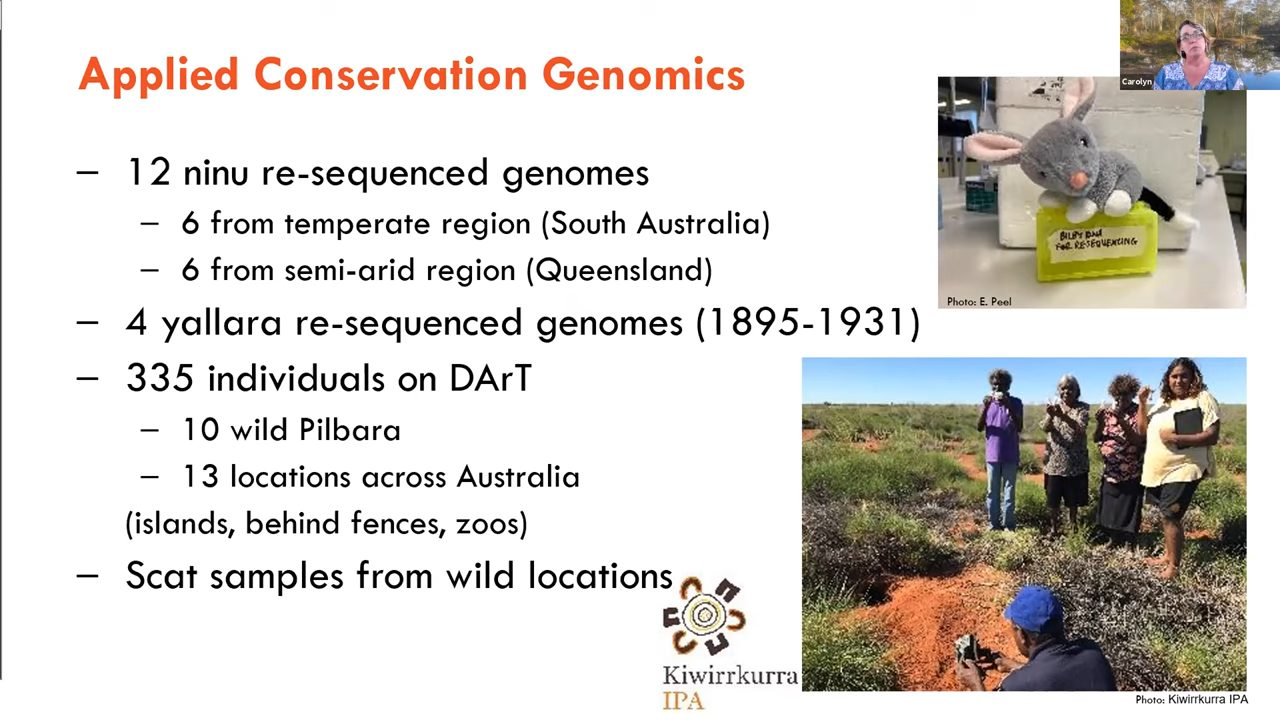 Applied Conservation Genomics
Carolyn
– 12 ninu re-sequenced genomes
– 6 from temperate region (South Australia)
– 6 from semi-arid region (Queensland)
– 4 yallara re-sequenced genomes (1895-1931)
– 335 individuals on DArT
– 10 wild Pilbara
– 13 locations across Australia
(islands, behind fences, zoos)
– Scat samples from wild locations
BILBY DNA
FOR RE-SEQUENCING
Photo: E. Peel
Kiwirrkurra
IPA
Photo: Kiwirrkurra IPA